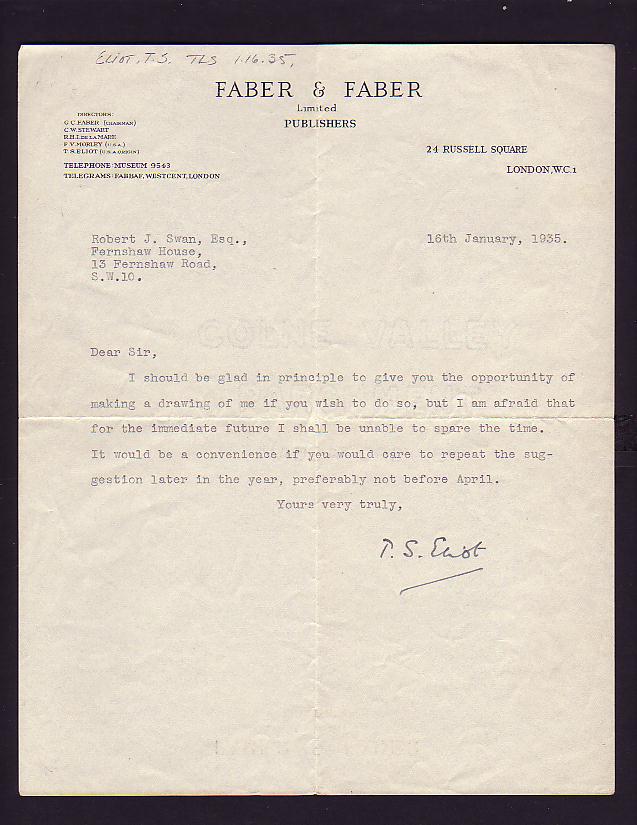 ELIOT, T.S. TLS 1.16.35,
FABER & FABER
Limited
PUBLISHERS
DIRECTORS:
G.C.FABER (CHAIRMAN)
C.W.STEWART
R.H.I.DE LA MARE
F.V.MORLEY (U.S.A.)
T.S.ELIOT (U.S.A. ORIGIN)
TELEPHONE: MUSEUM 9543
TELEGRAMS: FABBAF, WESTCENT, LONDON
24 RUSSELL SQUARE
LONDON, W.C.1
Robert J. Swan, Esq.,
Fernshaw House,
13 Fernshaw Road,
S.W.10.
16th January, 1935.
COLNE VALLEY
Dear Sir,
I should be glad in principle to give you the opportunity of
making a drawing of me if you wish to do so, but I am afraid that
for the immediate future I shall be unable to spare the time.
It would be a convenience if you would care to repeat the sug-
gestion later in the year, preferably not before April.
Yours very truly,
T. S. Eliot